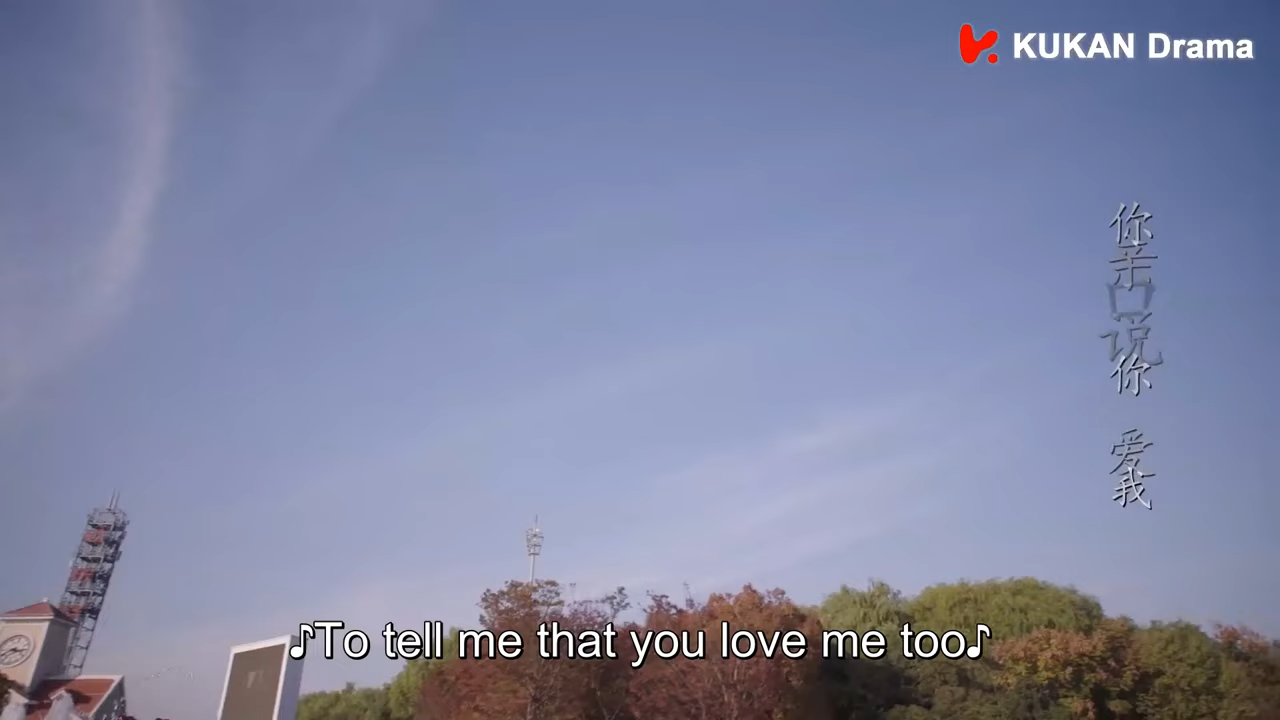 KUKAN Drama
你亲口说你 爱我
♪To tell me that you love me too♪